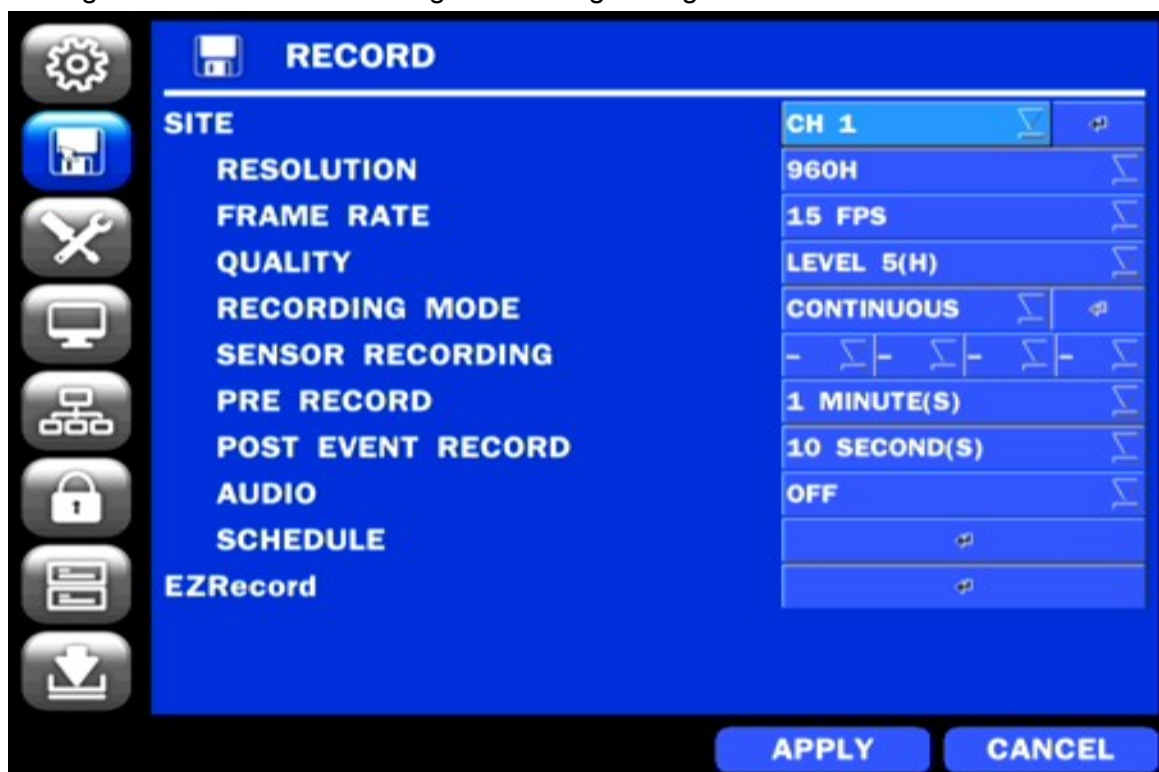 RECORD
SITE CH 1
RESOLUTION 960H
FRAME RATE 15 FPS
QUALITY LEVEL 5(H)
RECORDING MODE CONTINUOUS
SENSOR RECORDING - - - -
PRE RECORD 1 MINUTE(S)
POST EVENT RECORD 10 SECOND(S)
AUDIO OFF
SCHEDULE
EZRecord
APPLY CANCEL